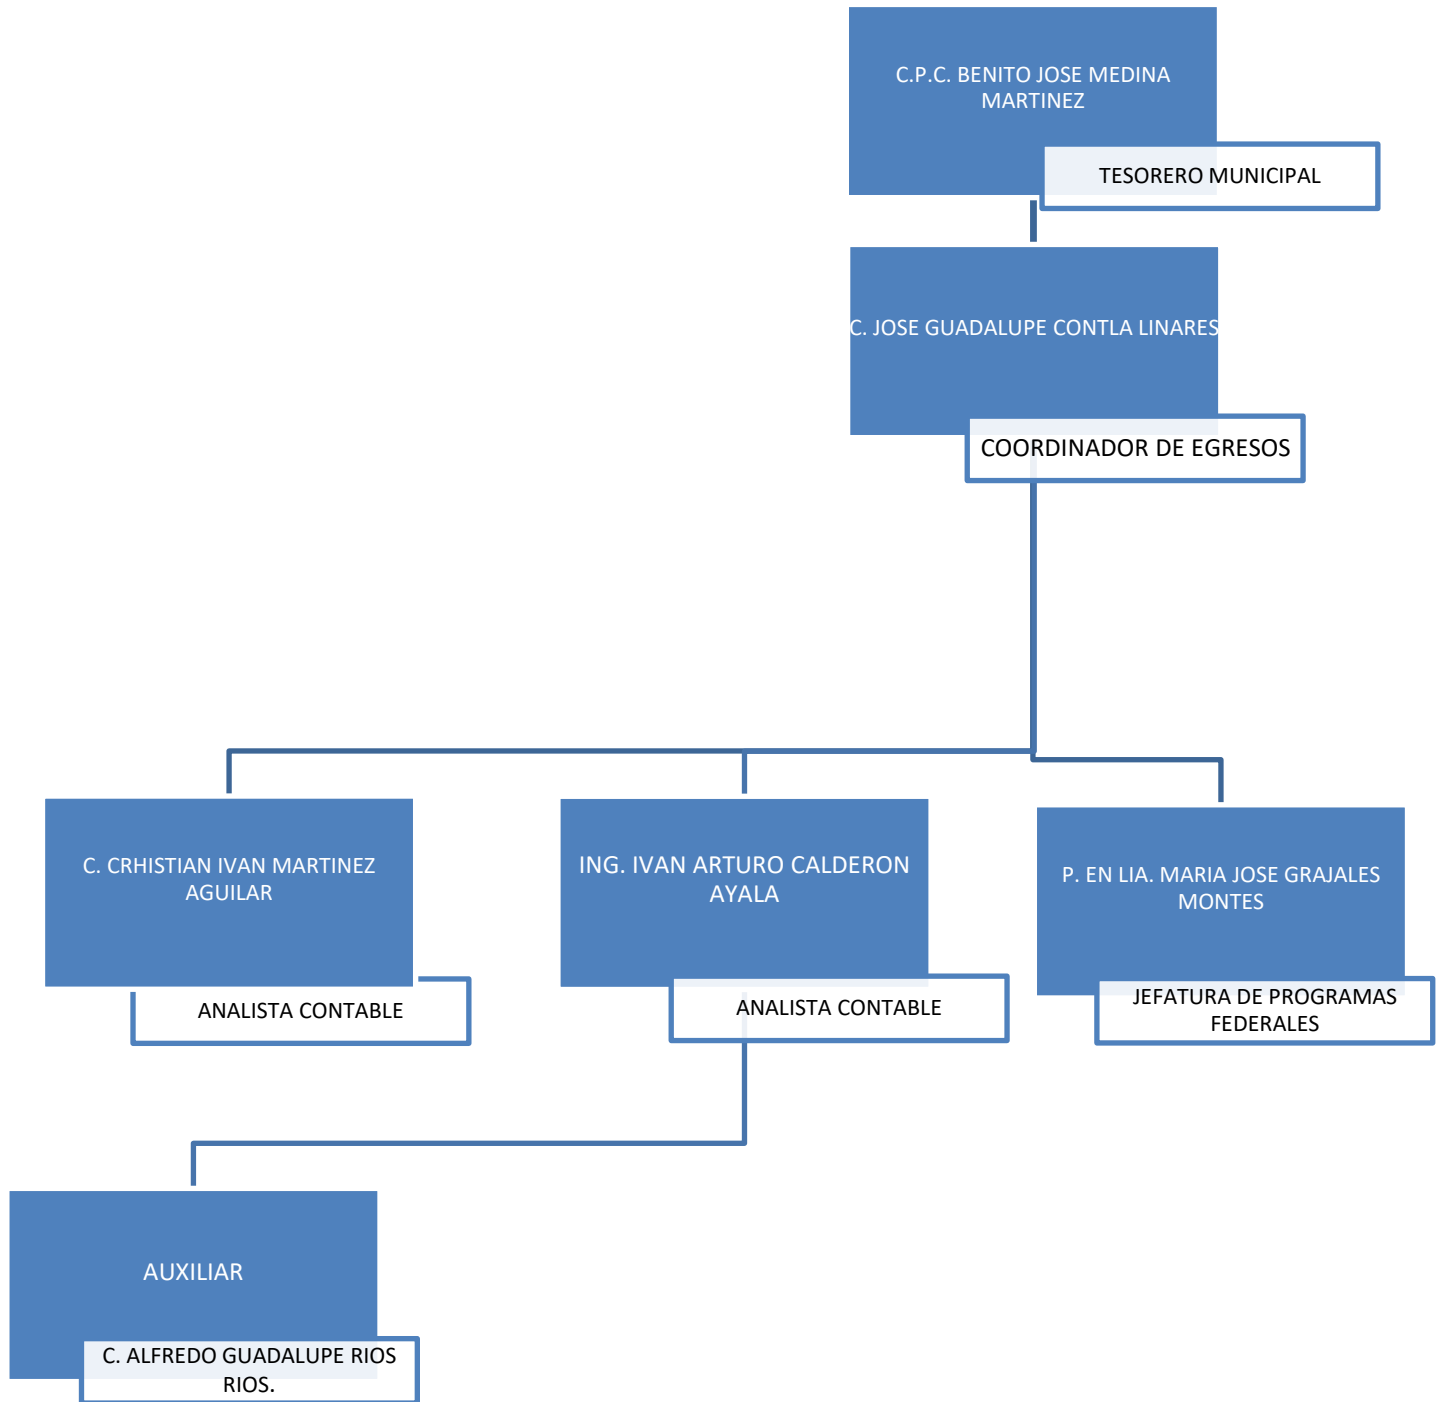 C.P.C. BENITO JOSE MEDINA
MARTINEZ
TESORERO MUNICIPAL
C. JOSE GUADALUPE CONTLA LINARES
COORDINADOR DE EGRESOS
C. CRHISTIAN IVAN MARTINEZ
AGUILAR
ANALISTA CONTABLE
ING. IVAN ARTURO CALDERON
AYALA
ANALISTA CONTABLE
P. EN LIA. MARIA JOSE GRAJALES
MONTES
JEFATURA DE PROGRAMAS
FEDERALES
AUXILIAR
C. ALFREDO GUADALUPE RIOS
RIOS.